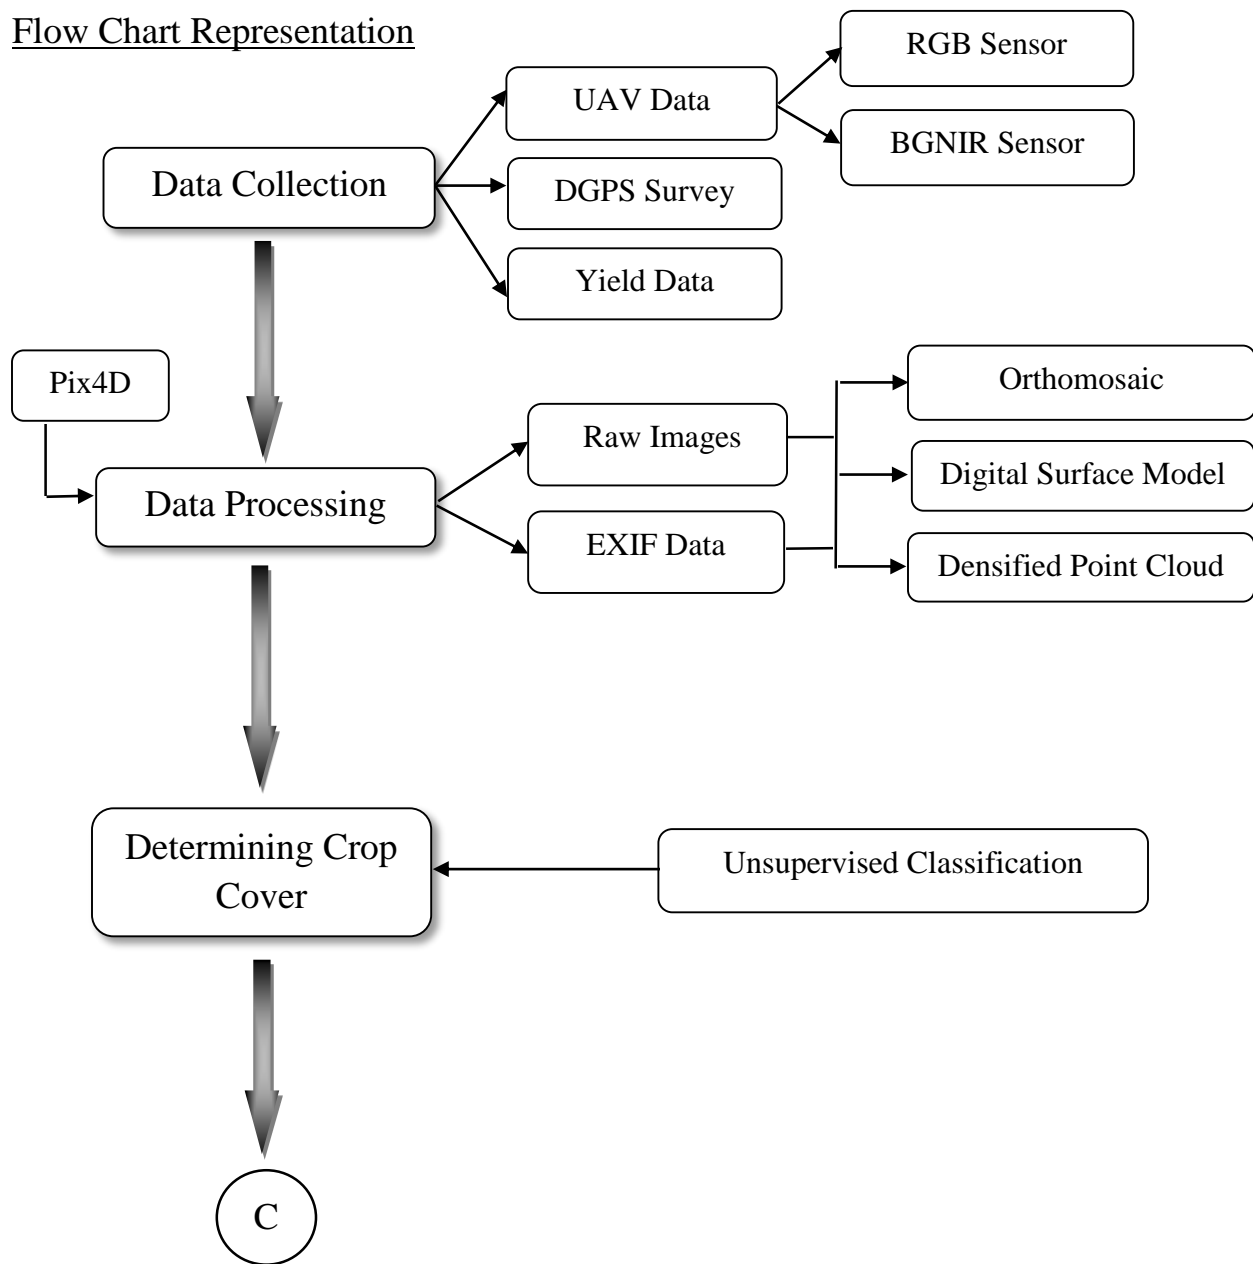 Flow Chart Representation
RGB Sensor
UAV Data
BGNIR Sensor
Data Collection
DGPS Survey
Yield Data
Pix4D
Orthomosaic
Raw Images
Digital Surface Model
Data Processing
EXIF Data
Densified Point Cloud
Determining Crop
Cover
Unsupervised Classification
C